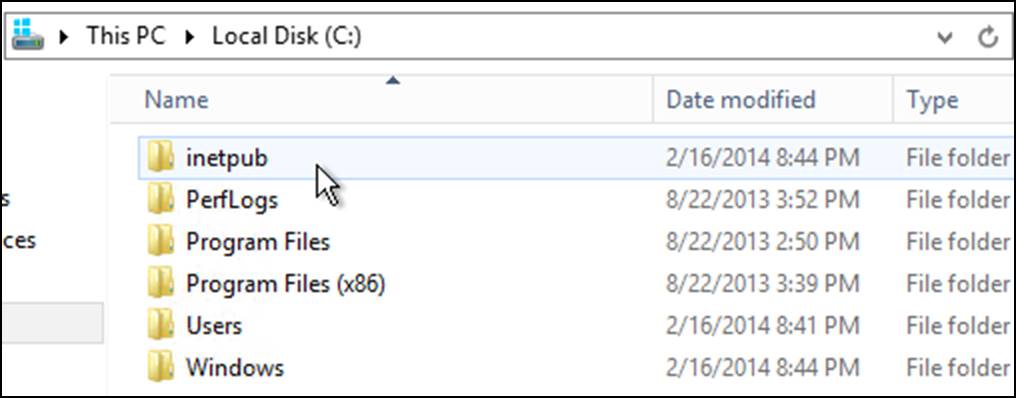 This PC Local Disk (C:)
Name Date modified Type
inetpub 2/16/2014 8:44 PM File folder
s PerfLogs 8/22/2013 3:52 PM File folder
ces Program Files 8/22/2013 2:50 PM File folder
Program Files (x86) 8/22/2013 3:39 PM File folder
Users 2/16/2014 8:41 PM File folder
Windows 2/16/2014 8:44 PM File folder